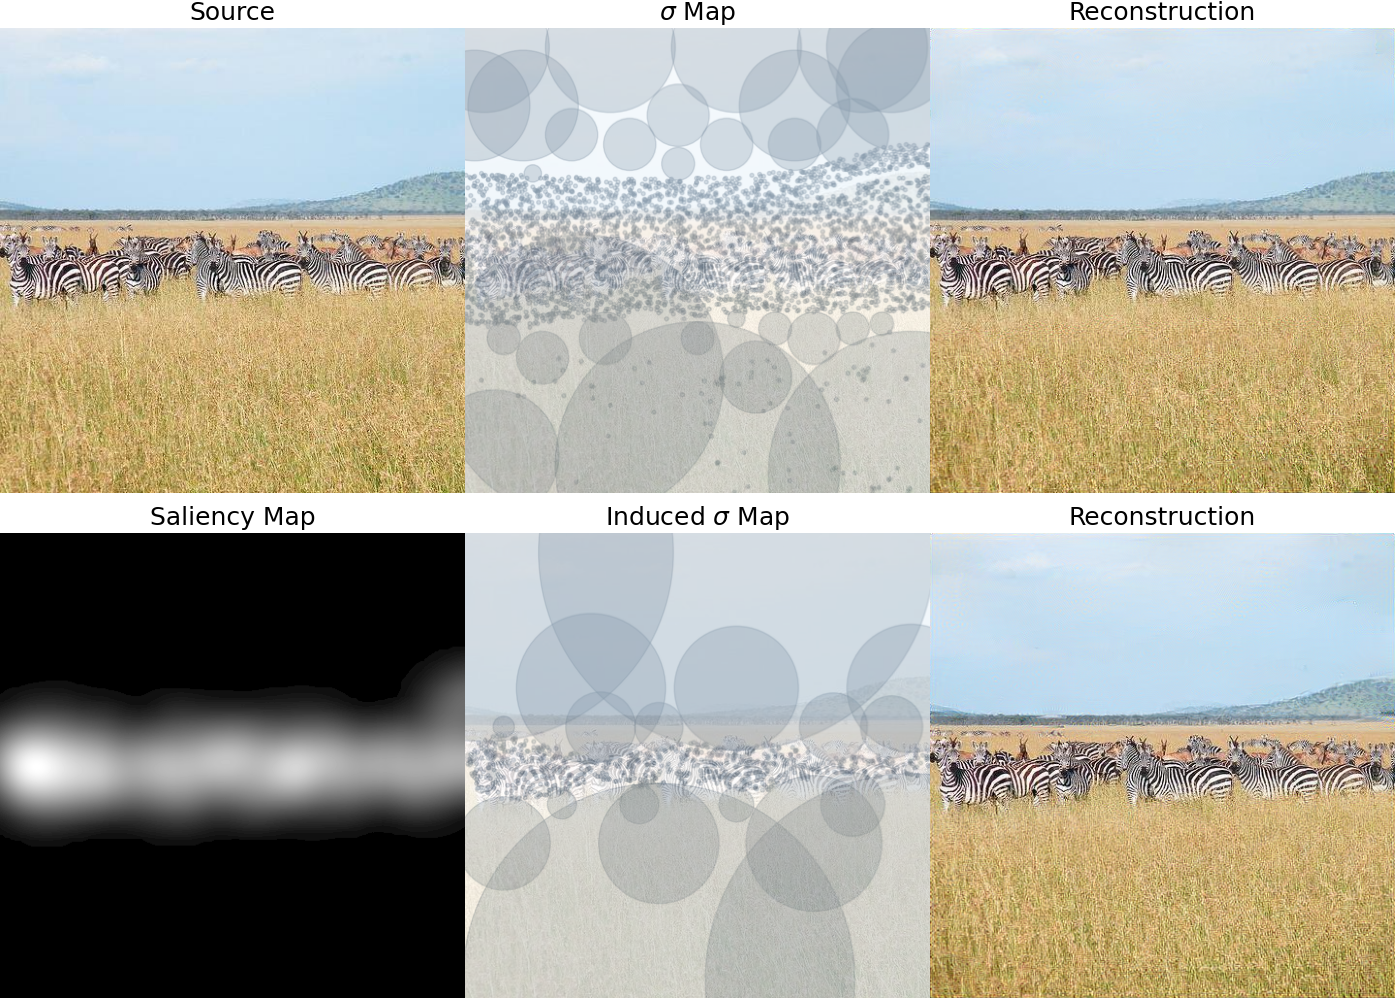 Source
σ Map
Reconstruction
Saliency Map
Induced σ Map
Reconstruction